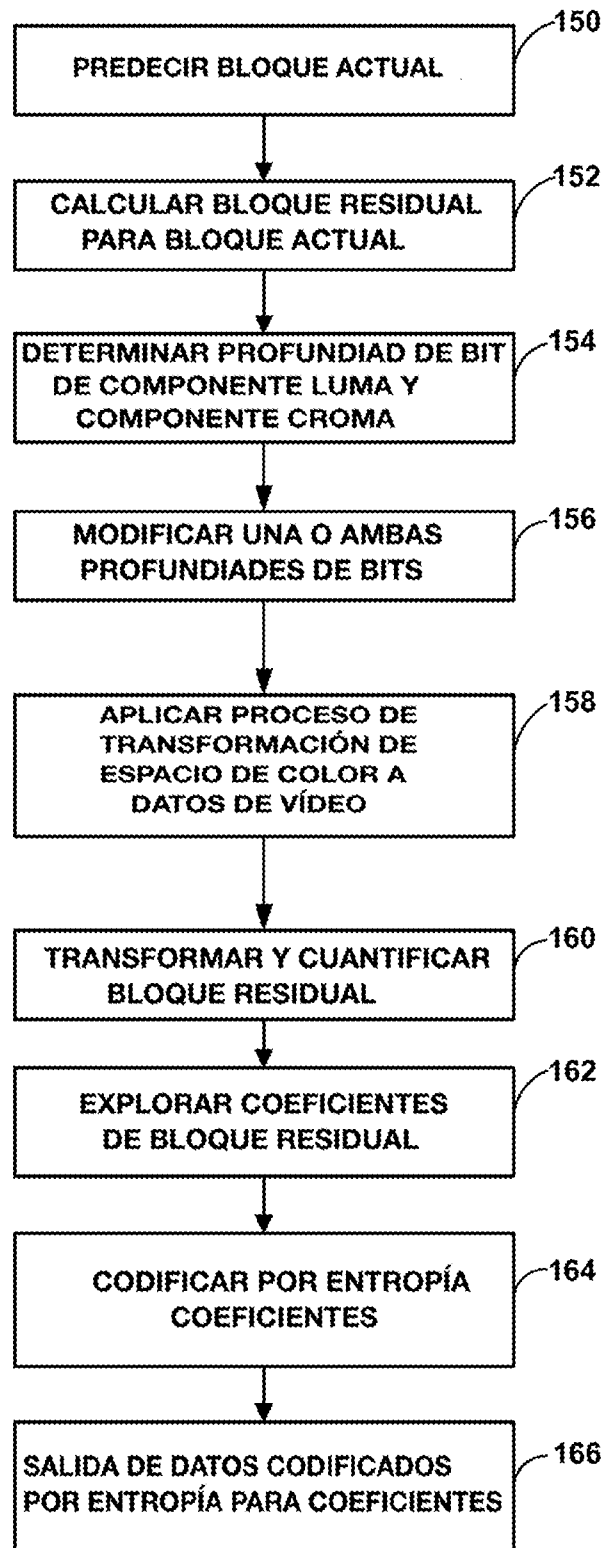 150
PREDECIR BLOQUE ACTUAL
152
CALCULAR BLOQUE RESIDUAL
PARA BLOQUE ACTUAL
154
DETERMINAR PROFUNDIAD DE BIT
DE COMPONENTE LUMA Y
COMPONENTE CROMA
156
MODIFICAR UNA O AMBAS
PROFUNDIADES DE BITS
158
APLICAR PROCESO DE
TRANSFORMACIÓN DE
ESPACIO DE COLOR A
DATOS DE VÍDEO
160
TRANSFORMAR Y CUANTIFICAR
BLOQUE RESIDUAL
162
EXPLORAR COEFICIENTES
DE BLOQUE RESIDUAL
164
CODIFICAR POR ENTROPÍA
COEFICIENTES
166
SALIDA DE DATOS CODIFICADOS
POR ENTROPÍA PARA COEFICIENTES